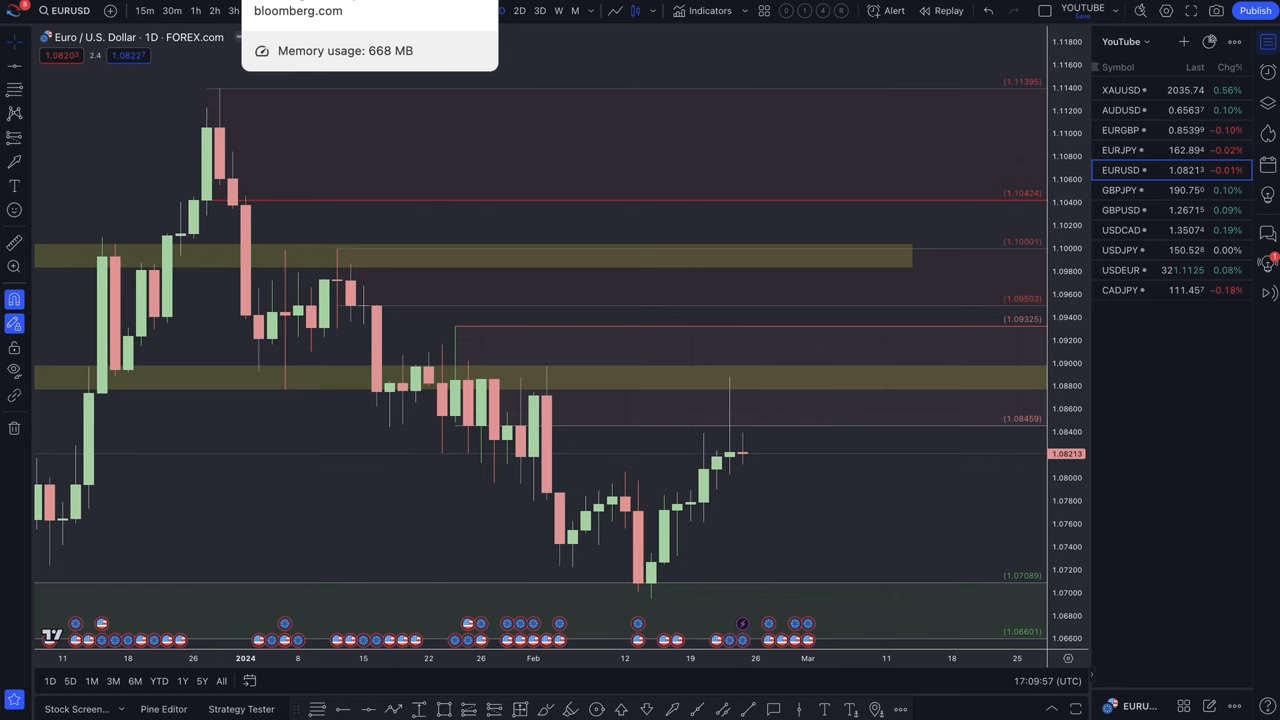 bloomberg.com
Memory usage: 668 MB
8
EURUSD
15m 30m 1h 2h 3h
2D 3D W M
Indicators
Alert
Replay
YOUTUBE
Save
Publish
Euro / U.S. Dollar · 1D · FOREX.com
1.08203 2.4 1.08227
(1.11395)
(1.10424)
(1.10001)
(1.09503)
(1.09325)
(1.08459)
(1.07089)
(1.06601)
1.11800
1.11600
1.11400
1.11200
1.11000
1.10800
1.10600
1.10400
1.10200
1.10000
1.09800
1.09600
1.09400
1.09200
1.09000
1.08800
1.08600
1.08400
1.08213
1.08000
1.07800
1.07600
1.07400
1.07200
1.07000
1.06800
1.06600
11 18 26 2024 8 15 22 26 Feb 12 19 26 Mar 11 18 25
1D 5D 1M 3M 6M YTD 1Y 5Y All
17:09:57 (UTC)
Stock Screen... Pine Editor Strategy Tester
YouTube
Symbol Last Chg%
XAUUSD 2035.74 0.56%
AUDUSD 0.65637 0.10%
EURGBP 0.85399 −0.10%
EURJPY 162.894 −0.02%
EURUSD 1.08213 −0.01%
GBPJPY 190.750 0.10%
GBPUSD 1.26715 0.09%
USDCAD 1.35074 0.19%
USDJPY 150.528 0.00%
USDEUR 321.1125 0.08%
CADJPY 111.457 −0.18%
1
EURU...